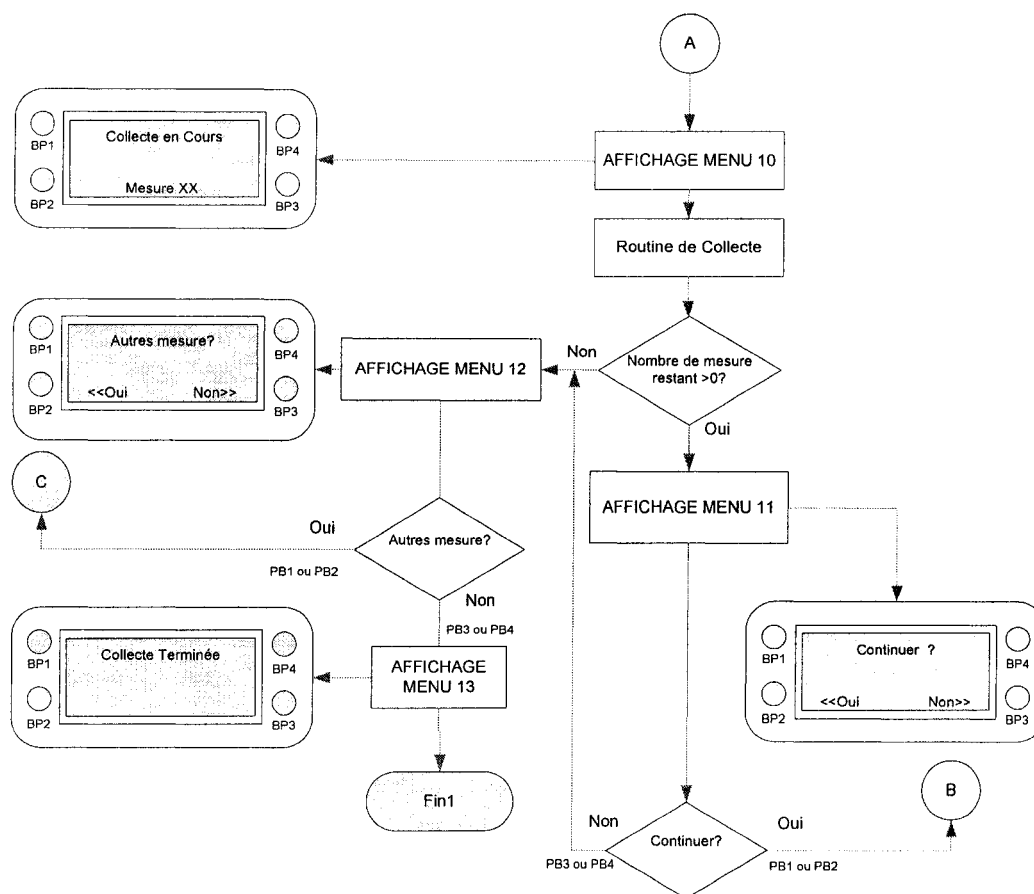 A
Collecte en Cours
Mesure XX
BP1
BP2
BP4
BP3
AFFICHAGE MENU 10
Routine de Collecte
Nombre de mesure
restant >0?
Non
Oui
AFFICHAGE MENU 12
Autres mesure?
<<Oui Non>>
BP1
BP2
BP4
BP3
C
Oui
PB1 ou PB2
Autres mesure?
Non
PB3 ou PB4
AFFICHAGE MENU 11
Continuer ?
<<Oui Non>>
BP1
BP2
BP4
BP3
Collecte Terminée
BP1
BP2
BP4
BP3
AFFICHAGE
MENU 13
Fin1
B
Non
PB3 ou PB4
Continuer?
Oui
PB1 ou PB2